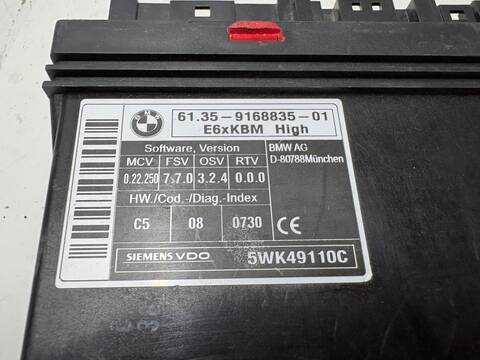 BMW
61.35-9168835-01
E6xKBM High
Software, Version
BMW AG
D-80788München
MCV FSV OSV RTV
0.22.250 7.7.0 3.2.4 0.0.0
HW./Cod.-/Diag.-Index
C5 08 0730 CE
SIEMENS VDO 5WK49110C